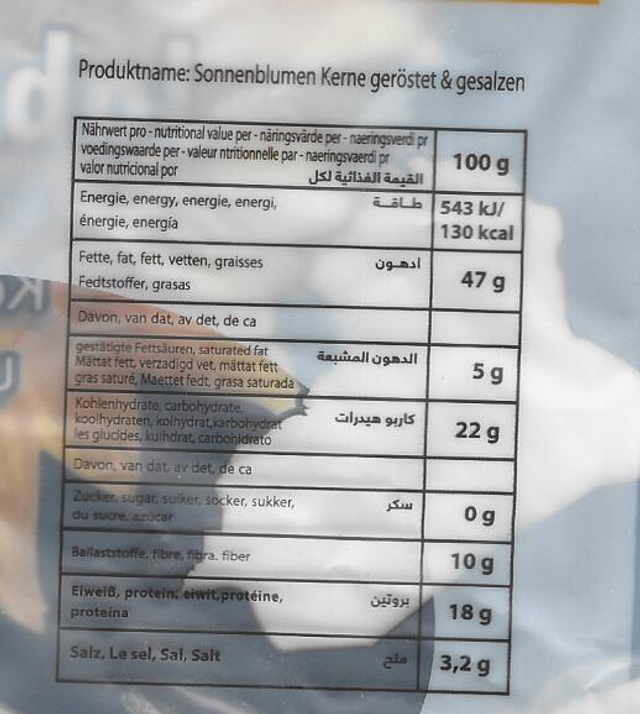 Produktname: Sonnenblumen Kerne geröstet & gesalzen
Nährwert pro - nutritional value per - näringsvärde per - naeringsverdi pr
voedingswaarde per - valeur ntritionnelle par - naeringsvaerdi pr
valor nutricional por القيمة الغذائية لكل
100 g
Energie, energy, energie, energi, طاقة
énergie, energía
543 kJ/
130 kcal
Fette, fat, fett, vetten, graisses ادهون
Fedtstoffer, grasas
47 g
Davon, van dat, av det, de ca
gestätigte Fettsäuren, saturated fat الدهون المشبعة
Mättat fett, verzadigd vet, mättat fett
gras saturé, Maettet fedt, grasa saturada
5 g
Kohlenhydrate, carbohydrate, كاربو هيدرات
koolhydraten, kolhydrat,karbohydrat
les glucides, kulhdrat, carbohidrato
22 g
Davon, van dat, av det, de ca
Zucker, sugar, suiker, socker, sukker, سكر
du sucre, azúcar
0 g
Ballaststoffe, fibre, fibra. fiber
10 g
Eiweiß, protein, eiwit,protéine, بروتين
proteína
18 g
Salz, Le sel, Sal, Salt ملح
3,2 g